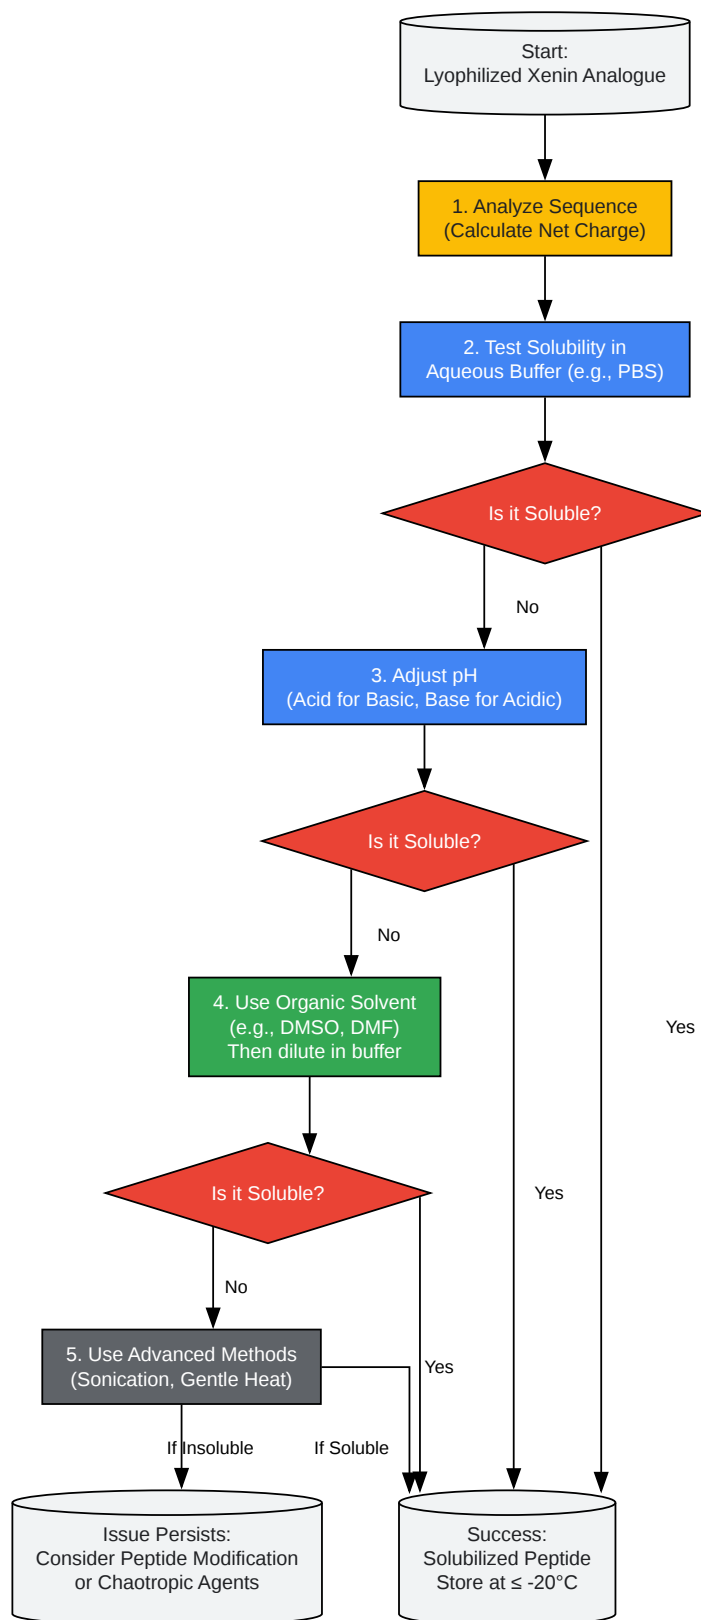 Start:
Lyophilized Xenin Analogue
1. Analyze Sequence
(Calculate Net Charge)
2. Test Solubility in
Aqueous Buffer (e.g., PBS)
Is it Soluble?
No
3. Adjust pH
(Acid for Basic, Base for Acidic)
Is it Soluble?
No
4. Use Organic Solvent
(e.g., DMSO, DMF)
Then dilute in buffer
Yes
Is it Soluble?
Yes
No
5. Use Advanced Methods
(Sonication, Gentle Heat)
Yes
If Insoluble
If Soluble
Issue Persists:
Consider Peptide Modification
or Chaotropic Agents
Success:
Solubilized Peptide
Store at ≤ -20°C